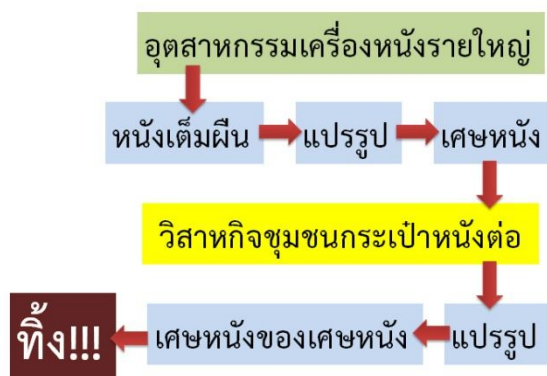 อุตสาหกรรมเครื่องหนังรายใหญ่
หนังเต็มผืน
แปรรูป
เศษหนัง
วิสาหกิจชุมชนกระเป๋าหนังต่อ
แปรรูป
เศษหนังของเศษหนัง
ทิ้ง!!!